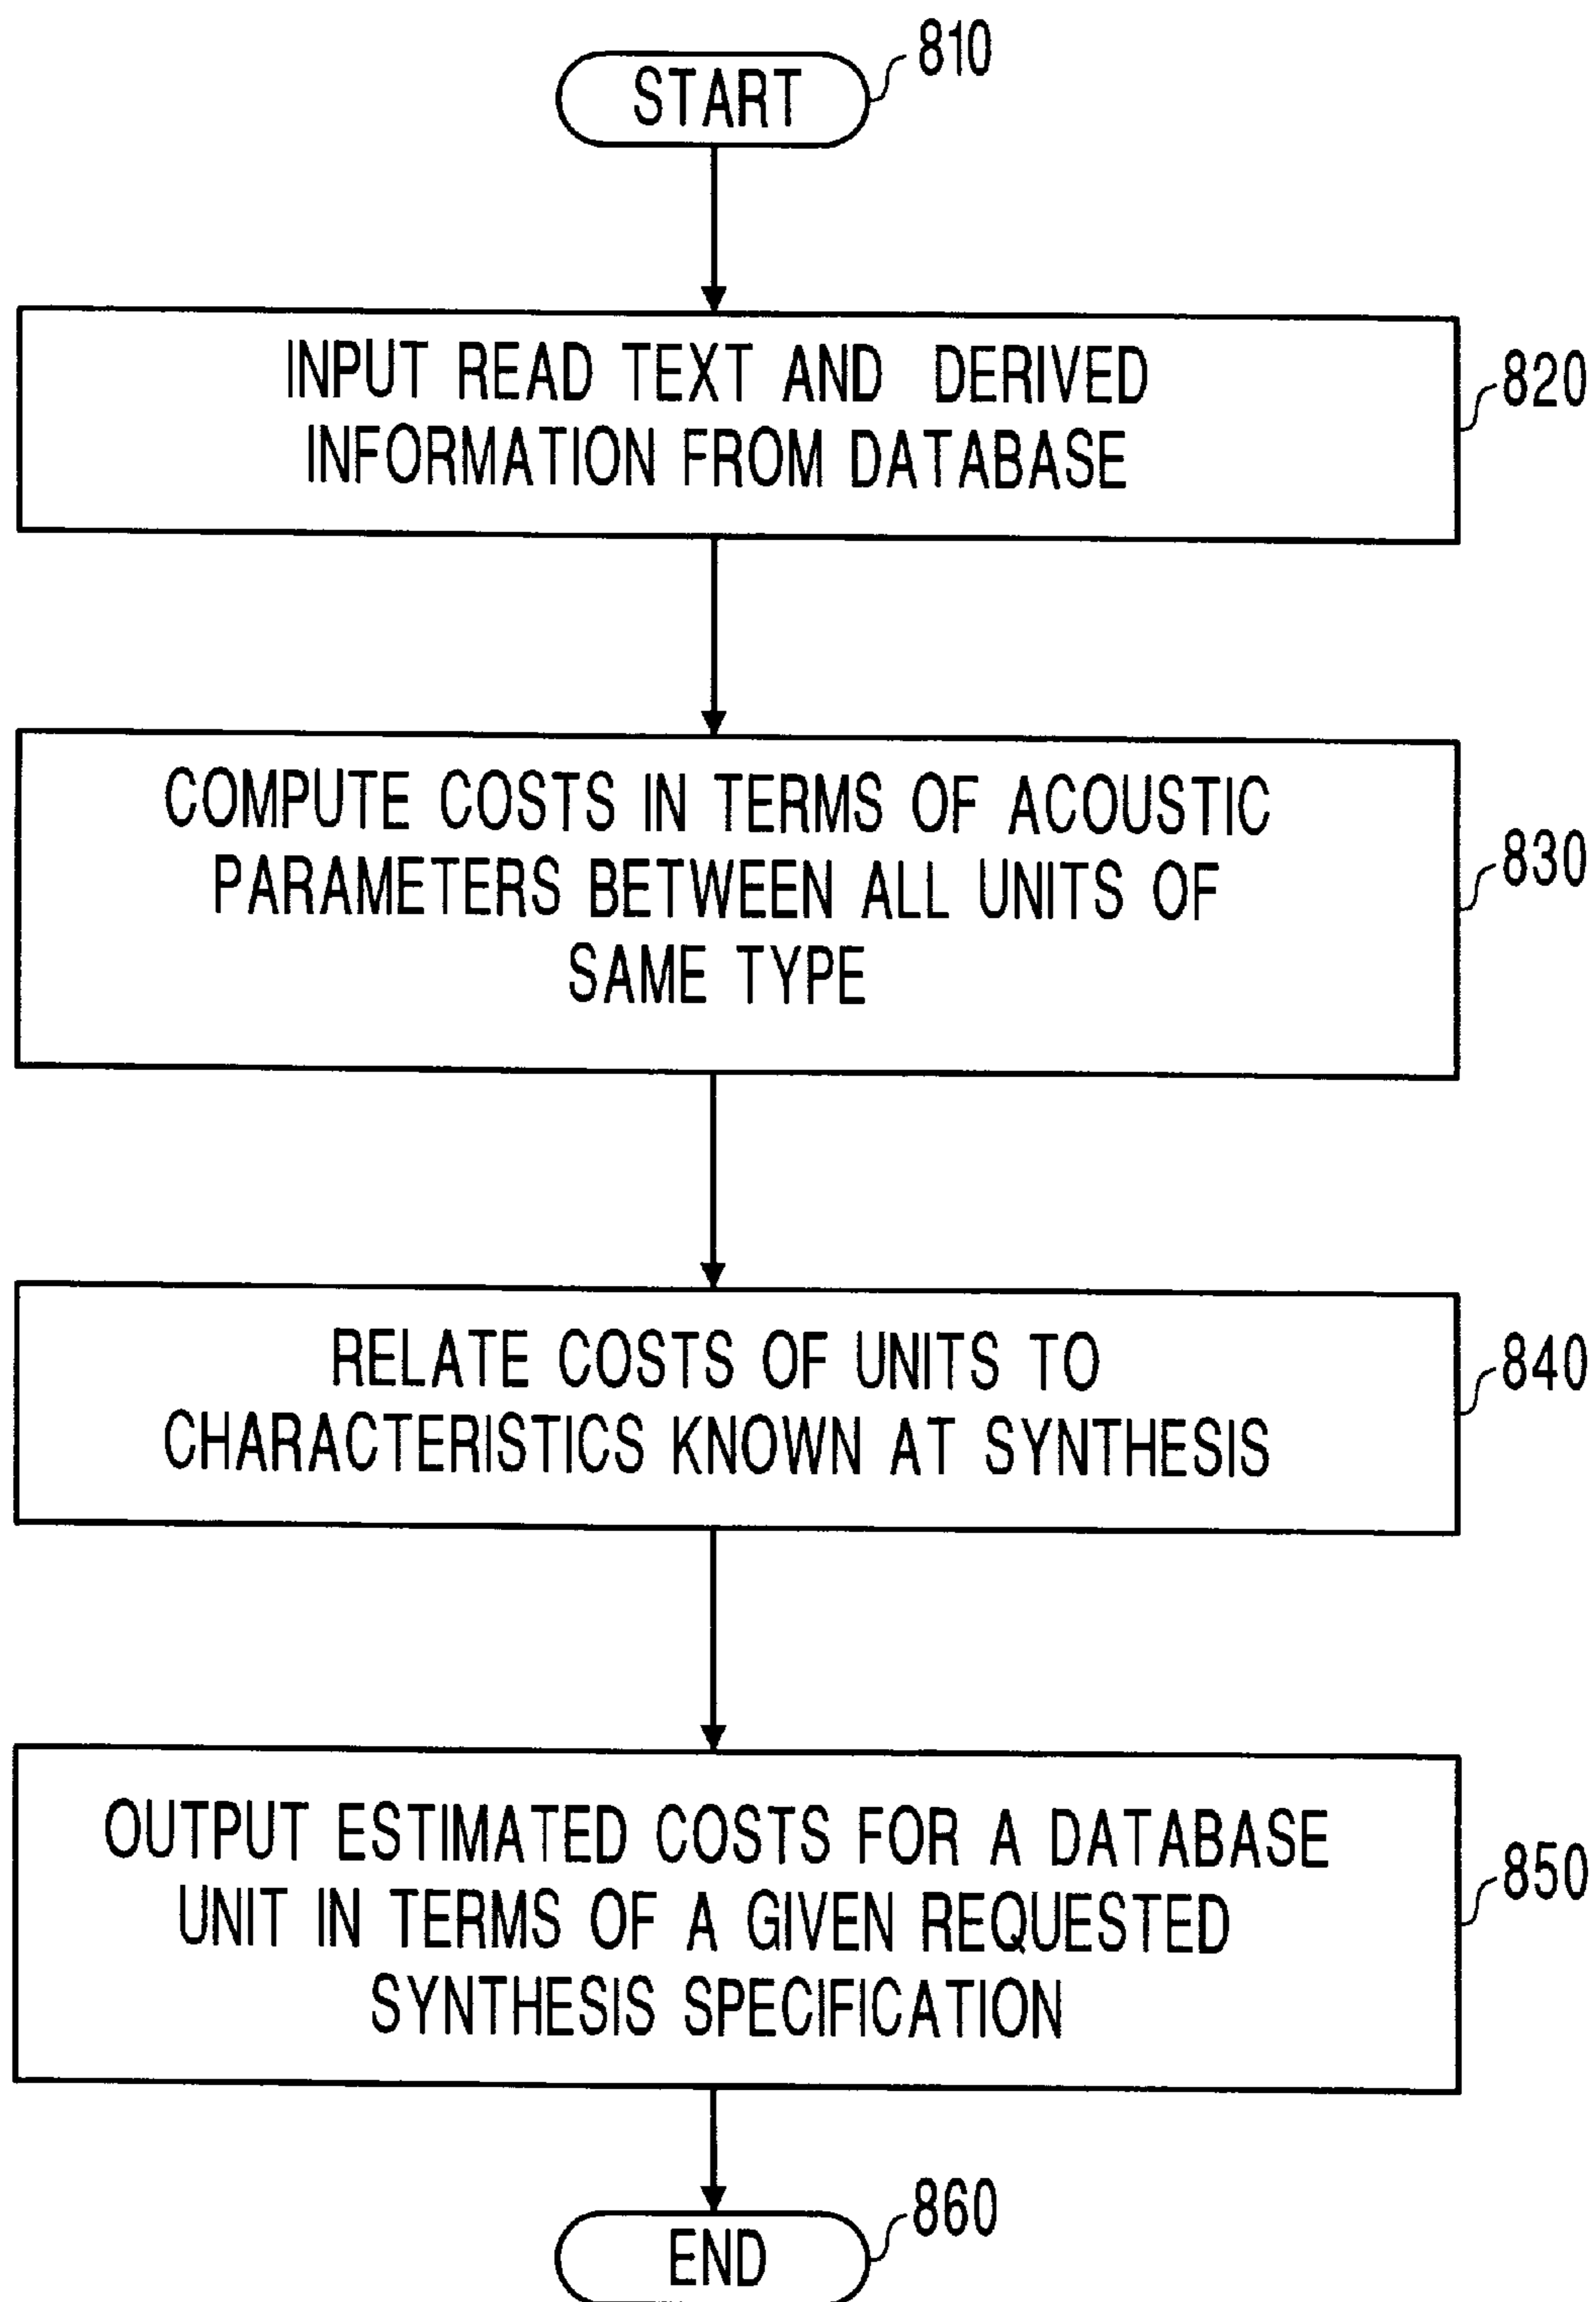 810
START
INPUT READ TEXT AND DERIVED
INFORMATION FROM DATABASE
820
COMPUTE COSTS IN TERMS OF ACOUSTIC
PARAMETERS BETWEEN ALL UNITS OF
SAME TYPE
830
RELATE COSTS OF UNITS TO
CHARACTERISTICS KNOWN AT SYNTHESIS
840
OUTPUT ESTIMATED COSTS FOR A DATABASE
UNIT IN TERMS OF A GIVEN REQUESTED
SYNTHESIS SPECIFICATION
850
860
END